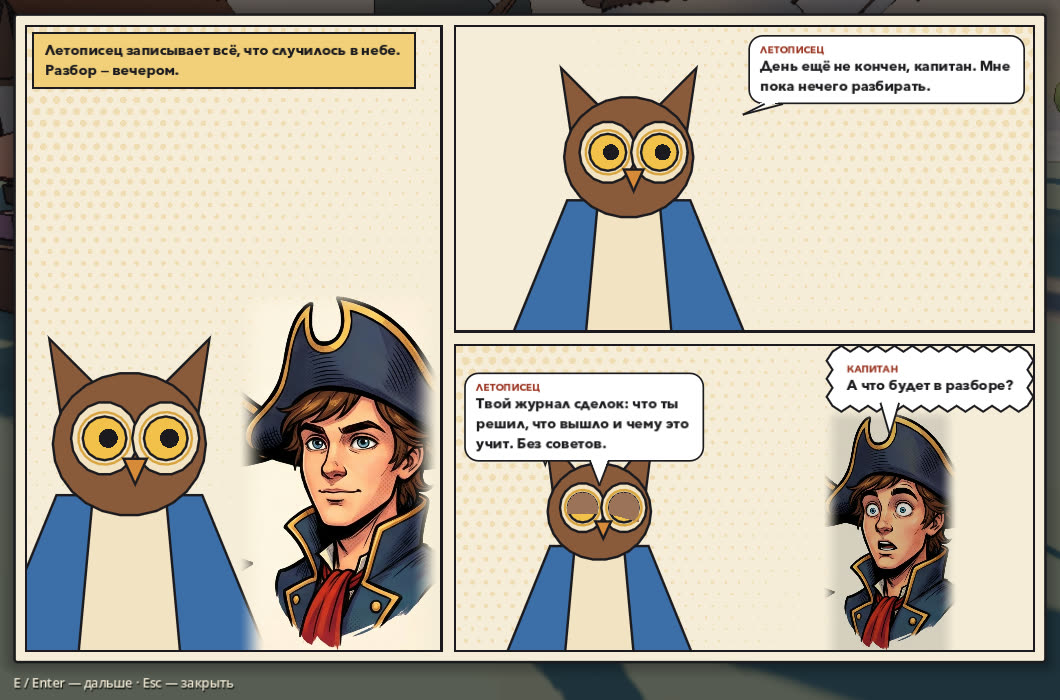 Летописец записывает всё, что случилось в небе.
Разбор – вечером.
ЛЕТОПИСЕЦ
День ещё не кончен, капитан. Мне
пока нечего разбирать.
ЛЕТОПИСЕЦ
Твой журнал сделок: что ты
решил, что вышло и чему это
учит. Без советов.
КАПИТАН
А что будет в разборе?
E / Enter — дальше · Esc — закрыть